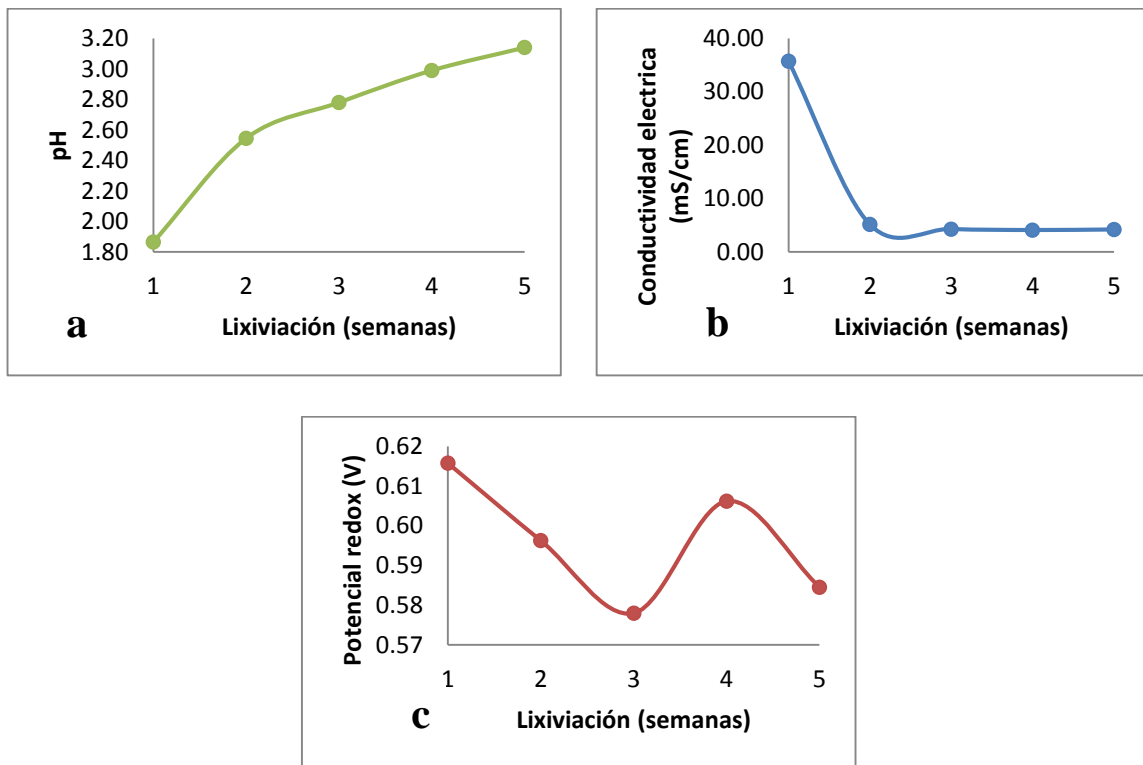 3.20
3.00
2.80
2.60
2.40
2.20
2.00
1.80
pH
1 2 3 4 5
Lixiviación (semanas)
a
40.00
30.00
20.00
10.00
0.00
Conductividad electrica
(mS/cm)
1 2 3 4 5
Lixiviación (semanas)
b
0.62
0.61
0.60
0.59
0.58
0.57
Potencial redox (V)
1 2 3 4 5
Lixiviación (semanas)
c